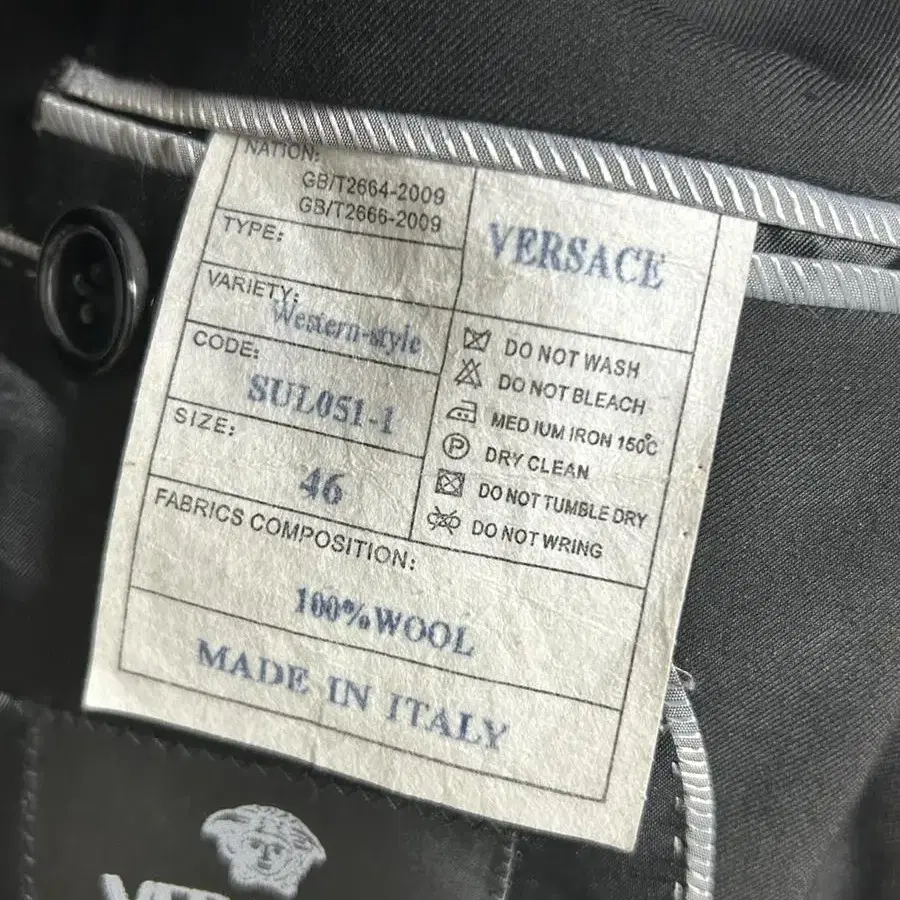 NATION:
GB/T2664-2009
GB/T2666-2009
TYPE:
VARIETY:
Western-style
CODE:
SUL051-1
SIZE:
46
VERSACE
DO NOT WASH
DO NOT BLEACH
MEDIUM IRON 150℃
P DRY CLEAN
DO NOT TUMBLE DRY
DO NOT WRING
FABRICS COMPOSITION:
100%WOOL
MADE IN ITALY